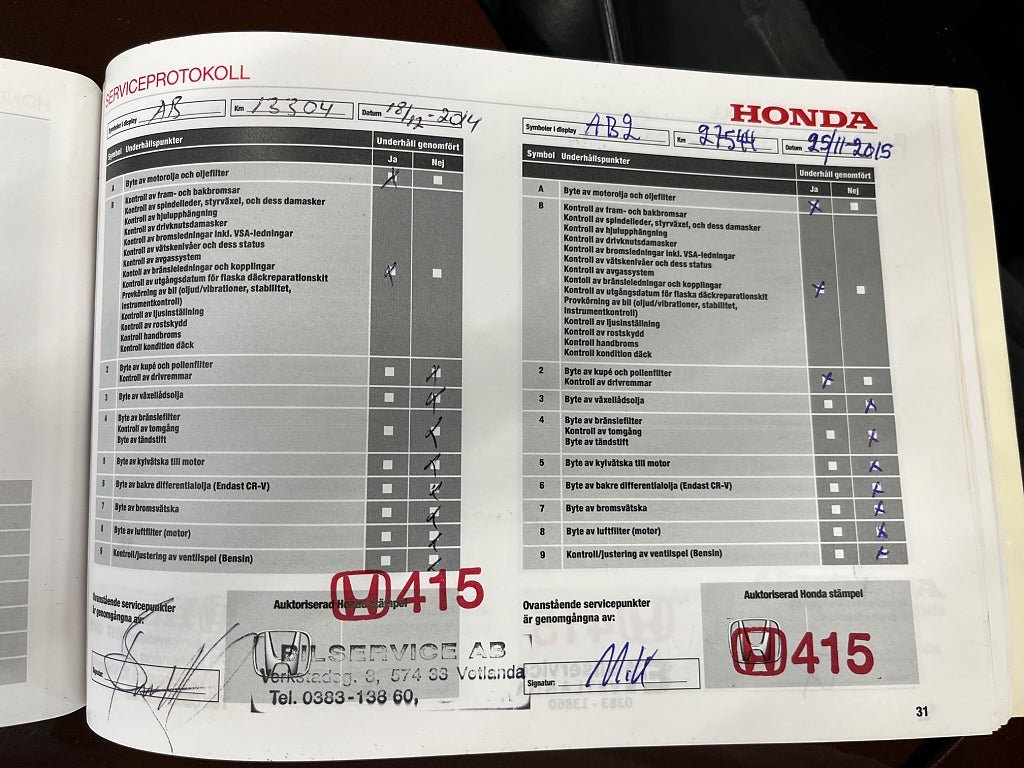 SERVICEPROTOKOLL
Symboler i display AB Km 13304 Datum 18/12-2014
Symbol Underhållspunkter Underhåll genomfört
Ja Nej
A Byte av motorolja och oljefilter
B Kontroll av fram- och bakbromsar
Kontroll av spindelleder, styrväxel, och dess damasker
Kontroll av hjulupphängning
Kontroll av drivknutsdamasker
Kontroll av bromsledningar inkl. VSA-ledningar
Kontroll av vätskenivåer och dess status
Kontroll av avgassystem
Kontoll av bränsleledningar och kopplingar
Kontroll av utgångsdatum för flaska däckreparationskit
Provkörning av bil (oljud/vibrationer, stabilitet,
instrumentkontroll)
Kontroll av ljusinställning
Kontroll av rostskydd
Kontroll handbroms
Kontroll kondition däck
2 Byte av kupé och pollenfilter
Kontroll av drivremmar
3 Byte av växellådsolja
4 Byte av bränslefilter
Kontroll av tomgång
Byte av tändstift
5 Byte av kylvätska till motor
6 Byte av bakre differentialolja (Endast CR-V)
7 Byte av bromsvätska
8 Byte av luftfilter (motor)
9 Kontroll/justering av ventilspel (Bensin)
Ovanstående servicepunkter
är genomgångna av:
Signatur:
Auktoriserad Honda stämpel
415
BILSERVICE AB
Verkstadsg. 3, 574 33 Vetlanda
Tel. 0383-138 60,
HONDA
Symboler i display AB2 Km 27544 Datum 25/11-2015
Symbol Underhållspunkter
Underhåll genomfört
Ja Nej
A Byte av motorolja och oljefilter
B Kontroll av fram- och bakbromsar
Kontroll av spindelleder, styrväxel, och dess damasker
Kontroll av hjulupphängning
Kontroll av drivknutsdamasker
Kontroll av bromsledningar inkl. VSA-ledningar
Kontroll av vätskenivåer och dess status
Kontroll av avgassystem
Kontoll av bränsleledningar och kopplingar
Kontroll av utgångsdatum för flaska däckreparationskit
Provkörning av bil (oljud/vibrationer, stabilitet,
instrumentkontroll)
Kontroll av ljusinställning
Kontroll av rostskydd
Kontroll handbroms
Kontroll kondition däck
2 Byte av kupé och pollenfilter
Kontroll av drivremmar
3 Byte av växellådsolja
4 Byte av bränslefilter
Kontroll av tomgång
Byte av tändstift
5 Byte av kylvätska till motor
6 Byte av bakre differentialolja (Endast CR-V)
7 Byte av bromsvätska
8 Byte av luftfilter (motor)
9 Kontroll/justering av ventilspel (Bensin)
Ovanstående servicepunkter
är genomgångna av:
Signatur:
Auktoriserad Honda stämpel
415
31